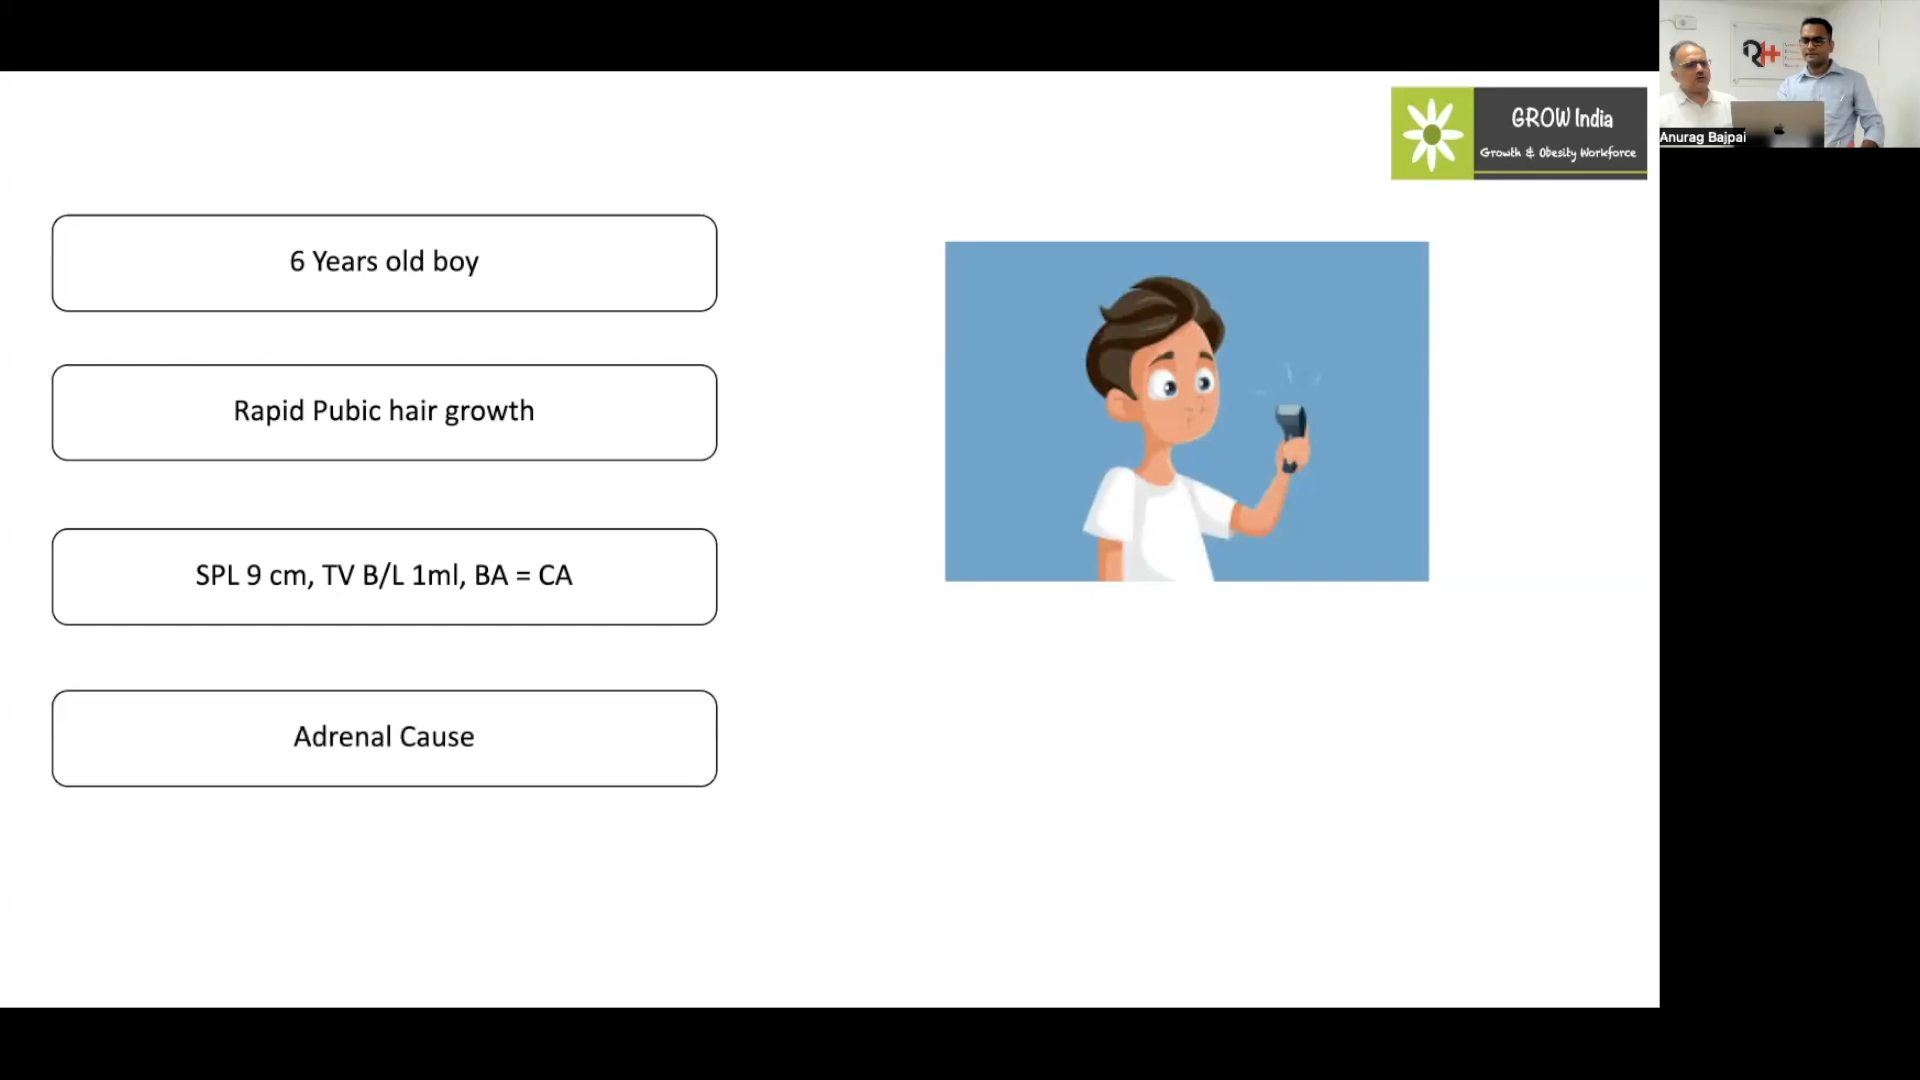 GROW India
Growth & Obesity Workforce
Anurag Bajpai
6 Years old boy
Rapid Pubic hair growth
SPL 9 cm, TV B/L 1ml, BA = CA
Adrenal Cause